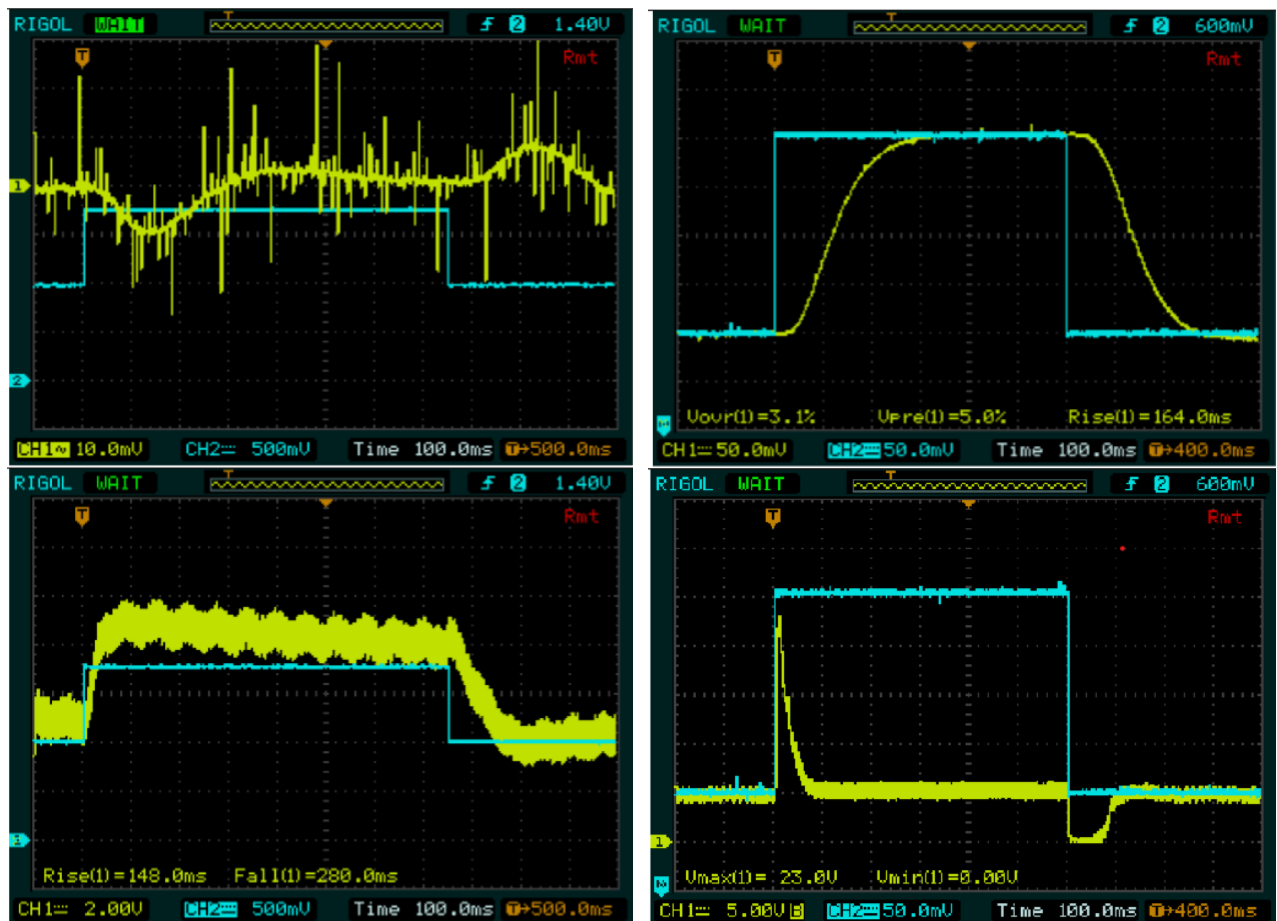 RIGOL WAIT T 2 1.40V
T Rmt
1
2
CH1 10.0mV CH2 500mV Time 100.0ms T→500.0ms
RIGOL WAIT T 2 600mV
T Rmt
Vovr(1)=3.1% Vpre(1)=5.0% Rise(1)=164.0ms
CH1 50.0mV CH2 50.0mV Time 100.0ms T→400.0ms
RIGOL WAIT T 2 1.40V
T Rmt
Rise(1)=148.0ms Fall(1)=280.0ms
CH1 2.00V CH2 500mV Time 100.0ms T→500.0ms
RIGOL WAIT T 2 600mV
T Rmt
1
Vmax(1)= 23.0V Vmin(1)=0.00V
CH1 5.00V B CH2 50.0mV Time 100.0ms T→400.0ms